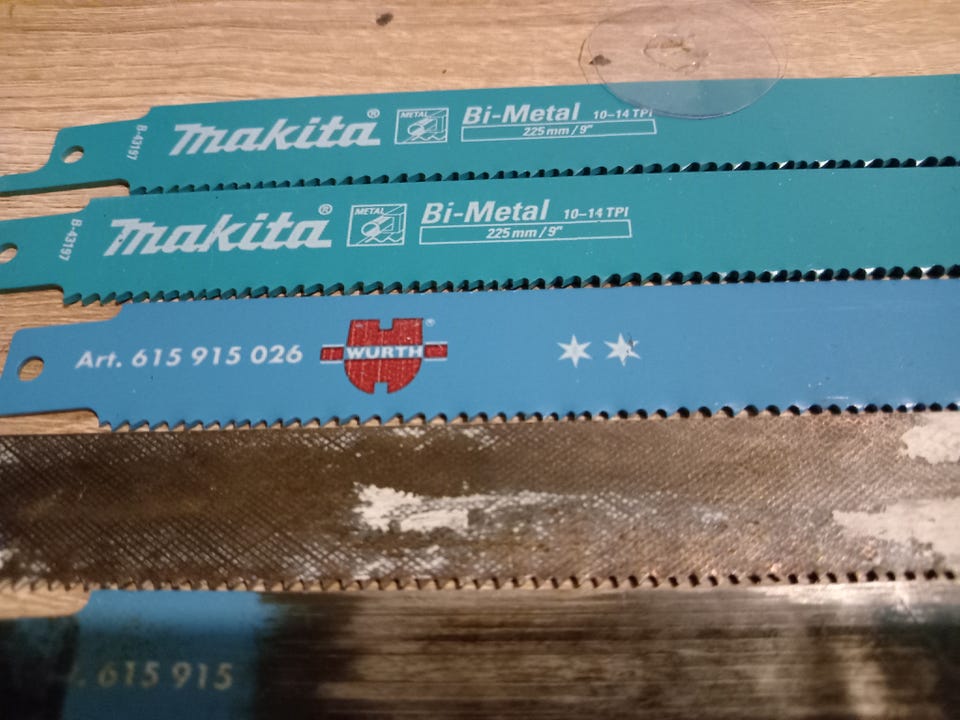 B-43197
makita®
METAL
Bi-Metal 10-14 TPI
225 mm / 9"
B-43197
makita®
METAL
Bi-Metal 10-14 TPI
225 mm / 9"
Art. 615 915 026
WURTH®
. 615 915